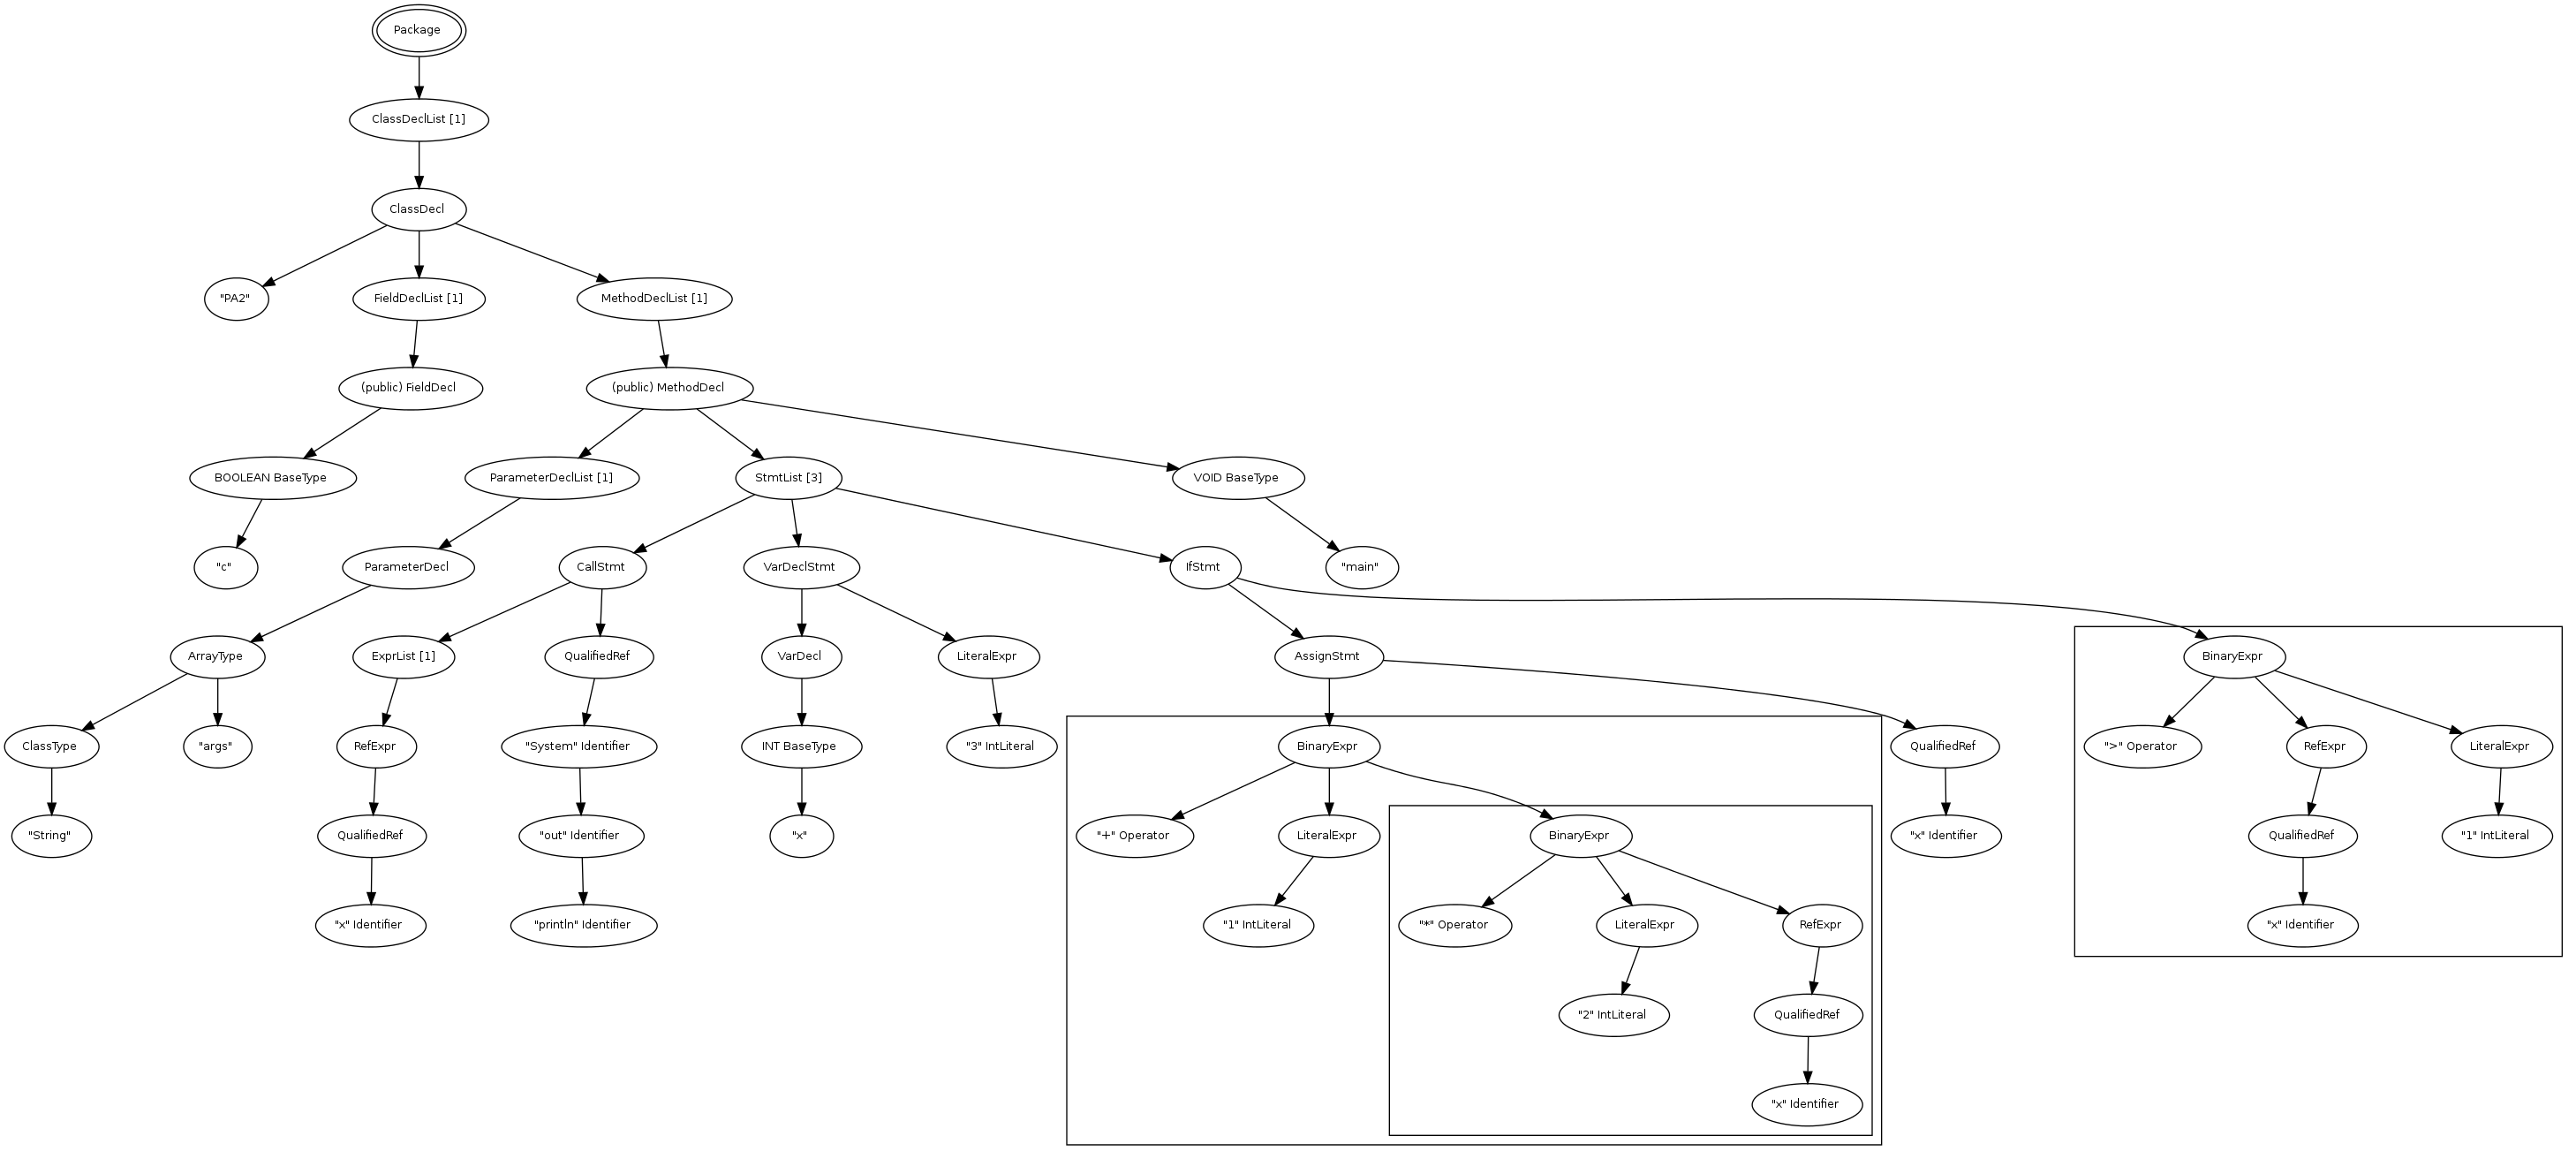 Package
ClassDeclList [1]
ClassDecl
"PA2"
FieldDeclList [1]
MethodDeclList [1]
(public) FieldDecl
(public) MethodDecl
BOOLEAN BaseType
ParameterDeclList [1]
StmtList [3]
VOID BaseType
"c"
ParameterDecl
CallStmt
VarDeclStmt
IfStmt
"main"
ArrayType
ExprList [1]
QualifiedRef
VarDecl
LiteralExpr
AssignStmt
BinaryExpr
ClassType
"args"
RefExpr
"System" Identifier
INT BaseType
"3" IntLiteral
BinaryExpr
QualifiedRef
">" Operator
RefExpr
LiteralExpr
"String"
QualifiedRef
"out" Identifier
"x"
"+" Operator
LiteralExpr
BinaryExpr
"x" Identifier
QualifiedRef
"1" IntLiteral
"x" Identifier
"println" Identifier
"1" IntLiteral
"*" Operator
LiteralExpr
RefExpr
"x" Identifier
"2" IntLiteral
QualifiedRef
"x" Identifier